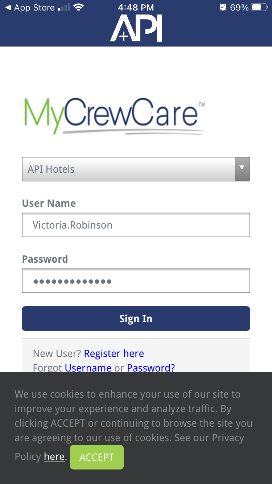 App Store 4:48 PM 69%
API
MyCrewCare™
API Hotels
User Name
Victoria.Robinson
Password
Sign In
New User? Register here
Forgot Username or Password?
We use cookies to enhance your use of our site to
improve your experience and analyze traffic. By
clicking ACCEPT or continuing to browse the site you
are agreeing to our use of cookies. See our Privacy
Policy here. ACCEPT